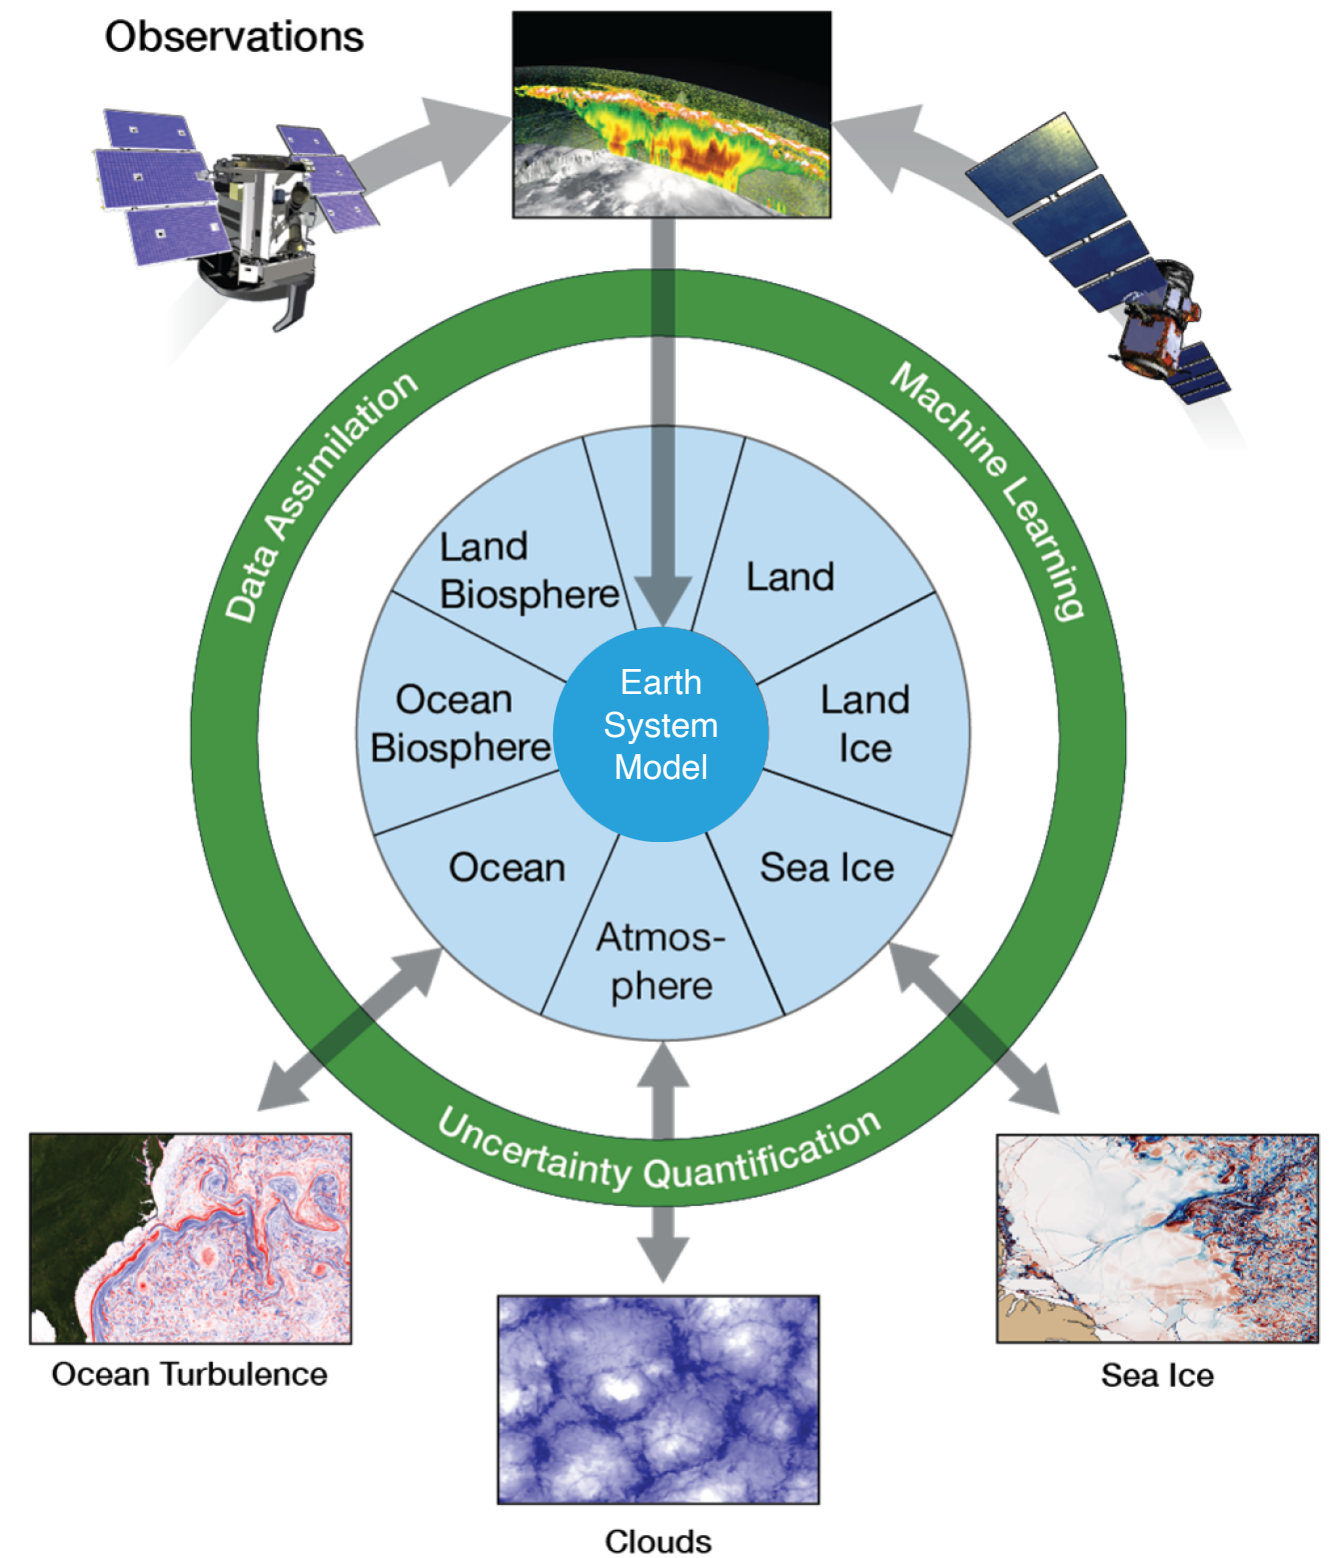 Observations
Data Assimilation
Machine Learning
Land
Biosphere
Land
Ocean
Biosphere
Earth
System
Model
Land
Ice
Ocean
Sea Ice
Atmos-
phere
Uncertainty Quantification
Ocean Turbulence
Sea Ice
Clouds